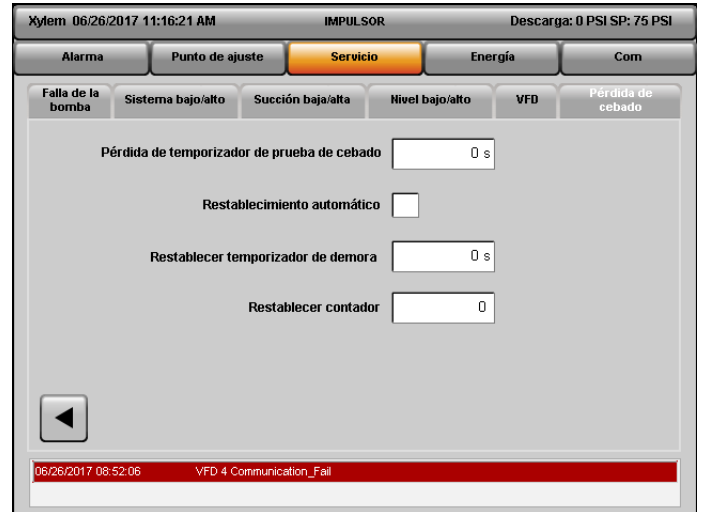 Xylem 06/26/2017 11:16:21 AM IMPULSOR Descarga: 0 PSI SP: 75 PSI
Alarma Punto de ajuste Servicio Energía Com
Falla de la bomba Sistema bajo/alto Succión baja/alta Nivel bajo/alto VFD Pérdida de cebado
Pérdida de temporizador de prueba de cebado 0 s
Restablecimiento automático
Restablecer temporizador de demora 0 s
Restablecer contador 0
06/26/2017 08:52:06 VFD 4 Communication_Fail